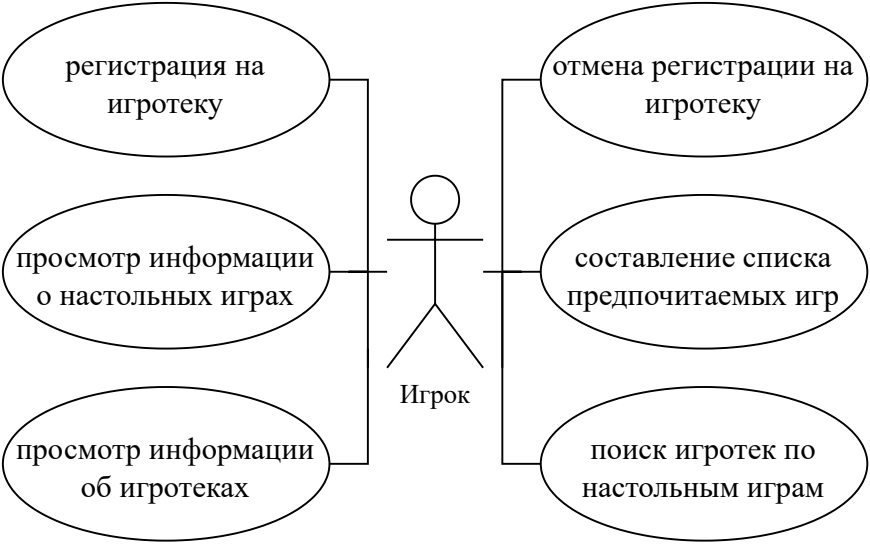 регистрация на
игротеку
отмена регистрации на
игротеку
просмотр информации
о настольных играх
составление списка
предпочитаемых игр
Игрок
просмотр информации
об игротеках
поиск игротек по
настольным играм